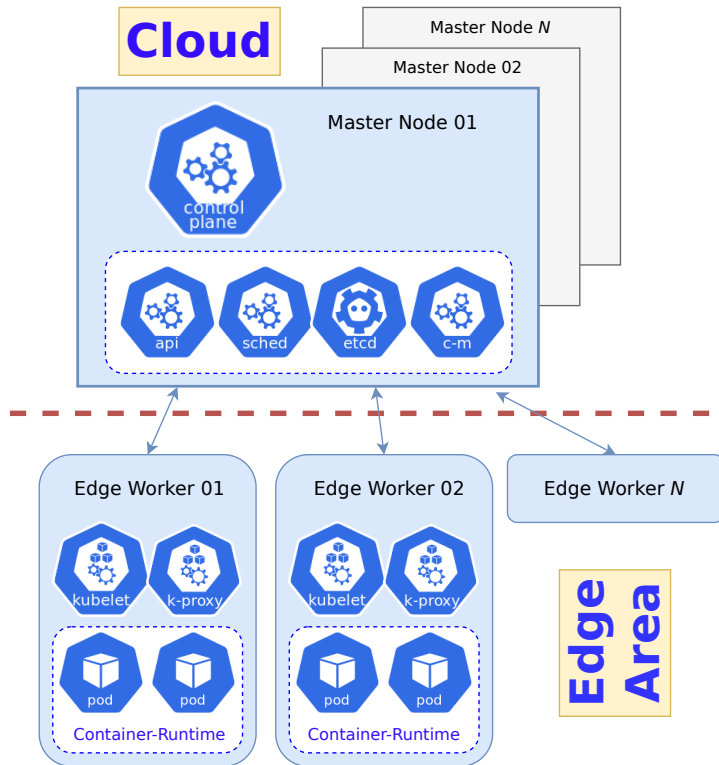 Cloud
Master Node N
Master Node 02
Master Node 01
control
plane
api
sched
etcd
c-m
Edge Worker 01
Edge Worker 02
Edge Worker N
kubelet
k-proxy
kubelet
k-proxy
pod
pod
pod
pod
Container-Runtime
Container-Runtime
Edge
Area